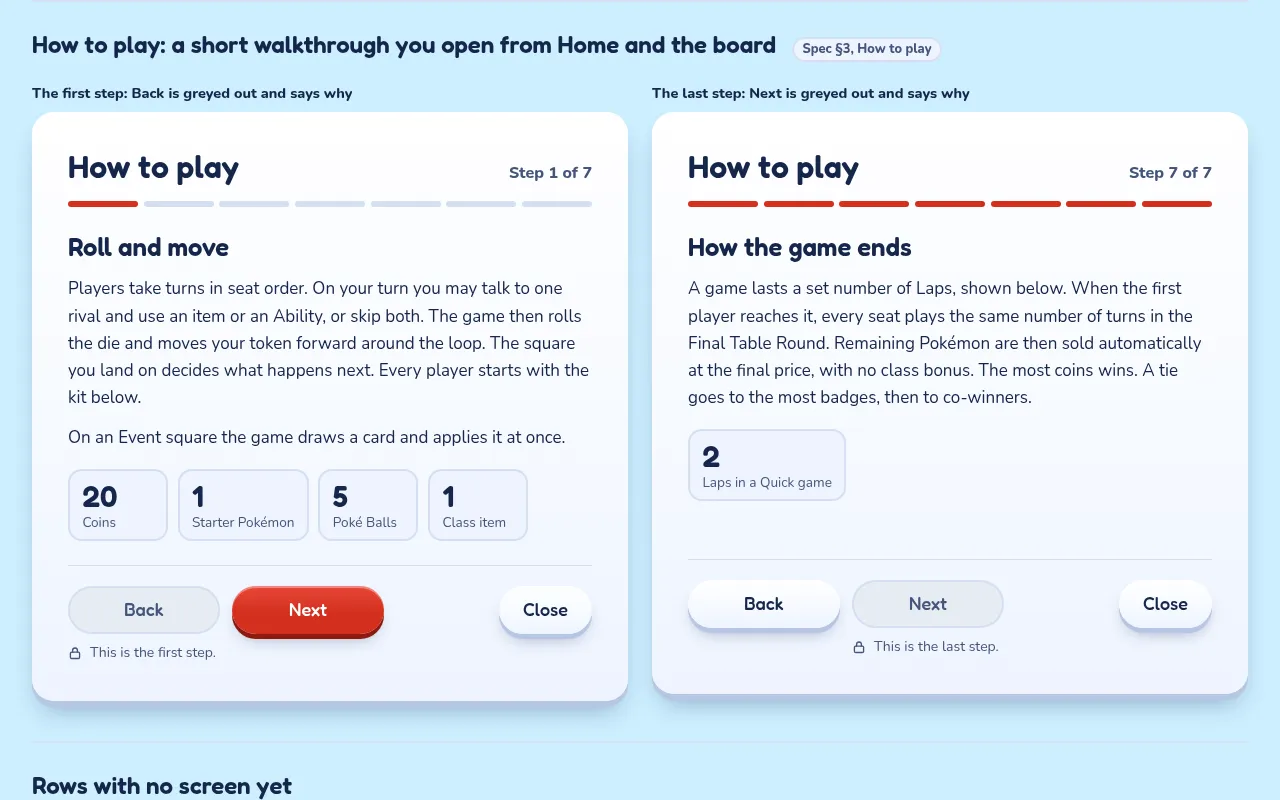 How to play: a short walkthrough you open from Home and the board
Spec §3, How to play
The first step: Back is greyed out and says why
How to play
Step 1 of 7
Roll and move
Players take turns in seat order. On your turn you may talk to one
rival and use an item or an Ability, or skip both. The game then rolls
the die and moves your token forward around the loop. The square
you land on decides what happens next. Every player starts with the
kit below.
On an Event square the game draws a card and applies it at once.
20
Coins
1
Starter Pokémon
5
Poké Balls
1
Class item
Back
Next
Close
This is the first step.
The last step: Next is greyed out and says why
How to play
Step 7 of 7
How the game ends
A game lasts a set number of Laps, shown below. When the first
player reaches it, every seat plays the same number of turns in the
Final Table Round. Remaining Pokémon are then sold automatically
at the final price, with no class bonus. The most coins wins. A tie
goes to the most badges, then to co-winners.
2
Laps in a Quick game
Back
Next
Close
This is the last step.
Rows with no screen yet